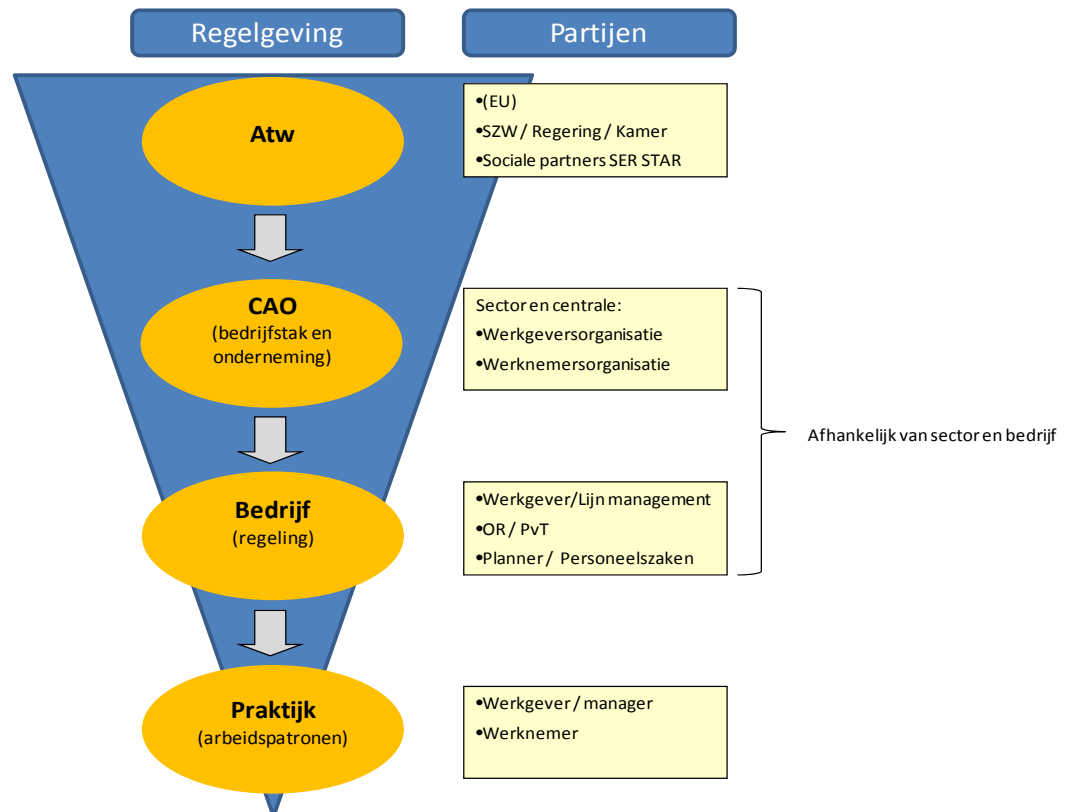 Regelgeving
Partijen
Atw
•(EU)
•SZW / Regering / Kamer
•Sociale partners SER STAR
CAO
(bedrijfstak en
onderneming)
Sector en centrale:
•Werkgeversorganisatie
•Werknemersorganisatie
Afhankelijk van sector en bedrijf
Bedrijf
(regeling)
•Werkgever/Lijn management
•OR / PvT
•Planner / Personeelszaken
Praktijk
(arbeidspatronen)
•Werkgever / manager
•Werknemer